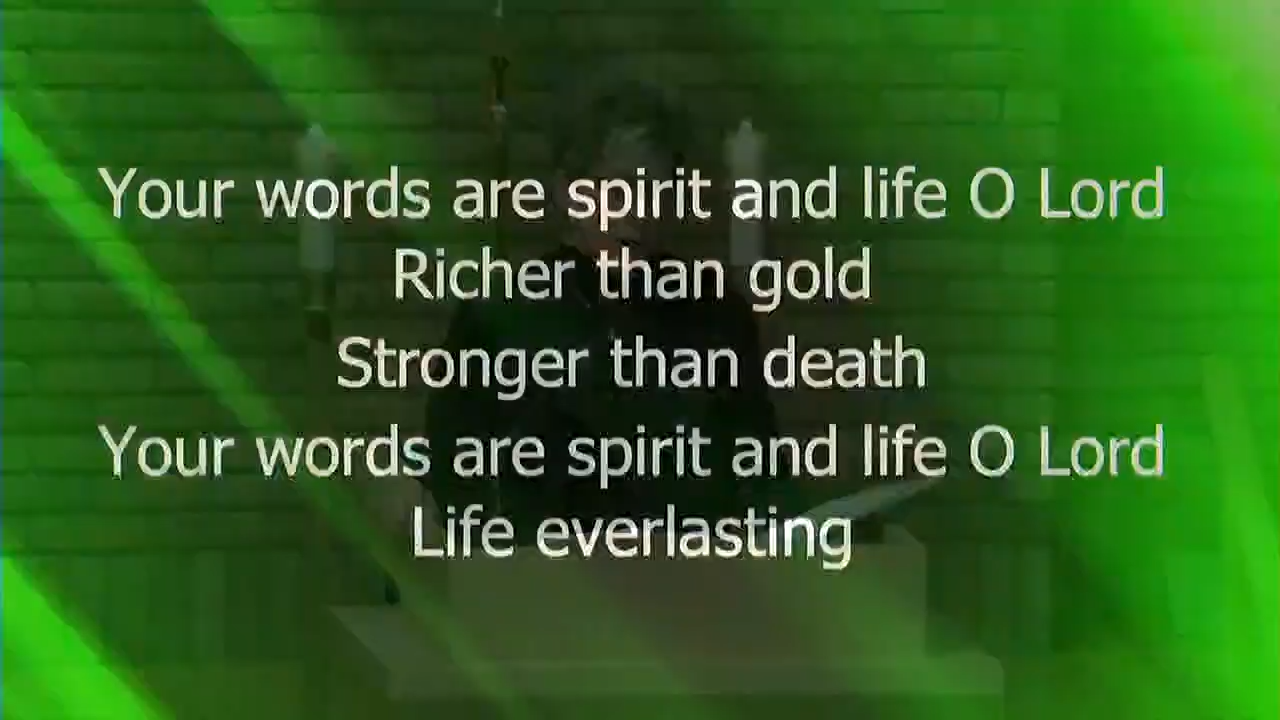 Your words are spirit and life O Lord
Richer than gold
Stronger than death
Your words are spirit and life O Lord
Life everlasting